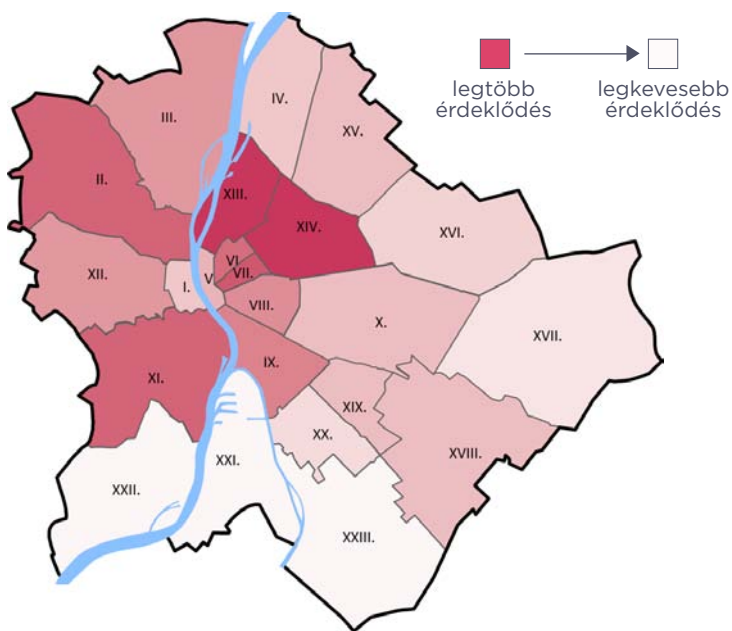 legtöbb
érdeklődés
legkevesebb
érdeklődés
IV.
III.
XV.
II.
XIII.
XIV.
XVI.
VI.
XII.
VII.
I.
V.
VIII.
X.
XVII.
IX.
XI.
XIX.
XX.
XVIII.
XXI.
XXII.
XXIII.